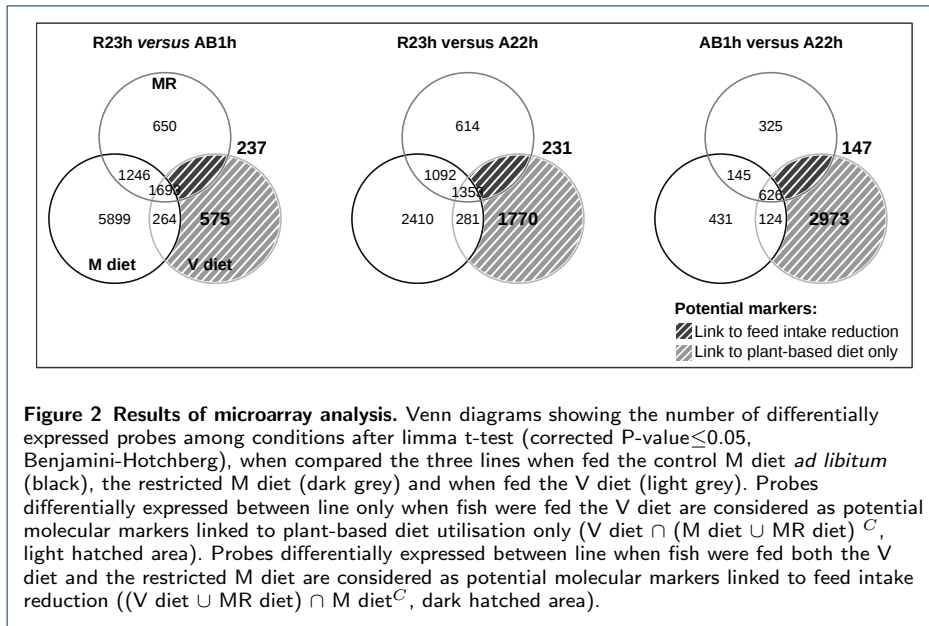 R23h versus AB1h
R23h versus A22h
AB1h versus A22h
MR
650
237
1246
1693
5899
264
575
M diet
V diet
614
231
1092
1353
2410
281
1770
325
147
145
626
431
124
2973
Potential markers:
Link to feed intake reduction
Link to plant-based diet only
Figure 2 Results of microarray analysis. Venn diagrams showing the number of differentially
expressed probes among conditions after limma t-test (corrected P-value≤0.05,
Benjamini-Hotchberg), when compared the three lines when fed the control M diet ad libitum
(black), the restricted M diet (dark grey) and when fed the V diet (light grey). Probes
differentially expressed between line only when fish were fed the V diet are considered as potential
molecular markers linked to plant-based diet utilisation only (V diet ∩ (M diet ∪ MR diet) ᶜ,
light hatched area). Probes differentially expressed between line when fish were fed both the V
diet and the restricted M diet are considered as potential molecular markers linked to feed intake
reduction ((V diet ∪ MR diet) ∩ M dietᶜ, dark hatched area).